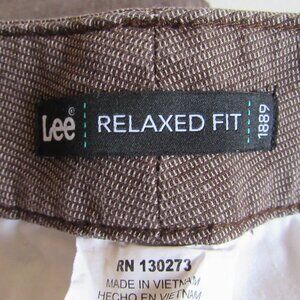 Lee® RELAXED FIT 1889
RN 130273
MADE IN VIETNAM
HECHO EN VIETNAM